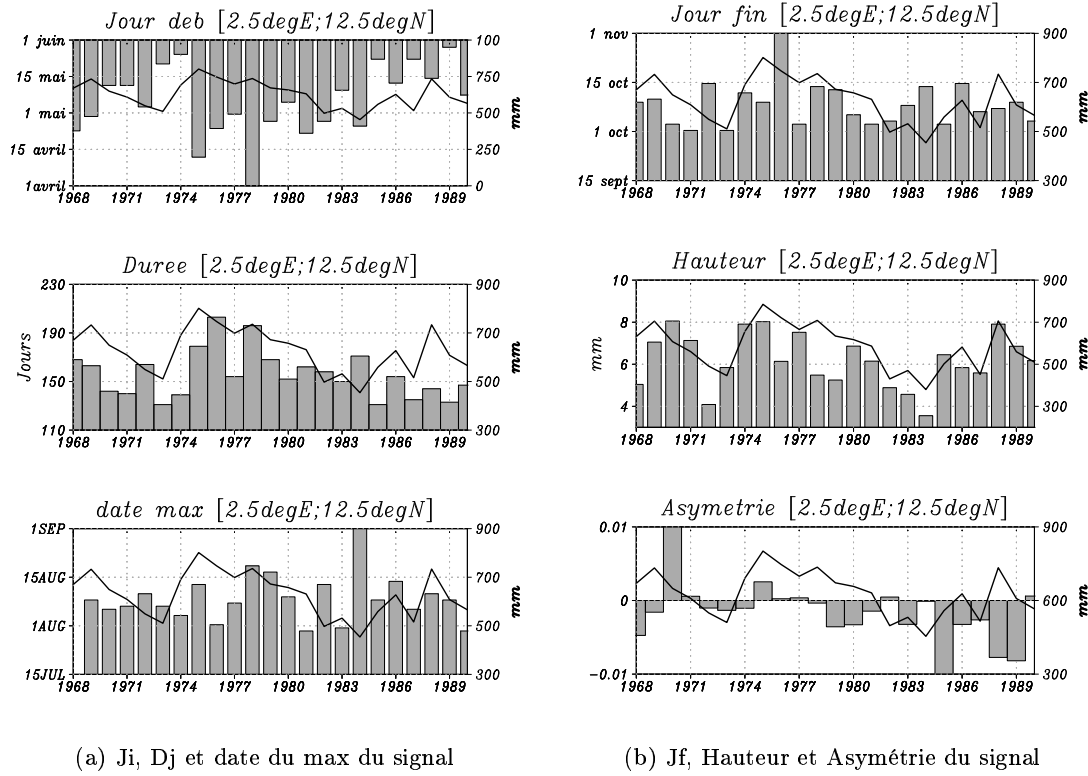 Jour deb [2.5degE;12.5degN]
1 juin
15 mai
1 mai
15 avril
1avril
100
750
500
250
0
mm
1968 1971 1974 1977 1980 1983 1986 1989
Jour fin [2.5degE;12.5degN]
1 nov
15 oct
1 oct
15 sept
900
700
500
300
mm
1968 1971 1974 1977 1980 1983 1986 1989
Duree [2.5degE;12.5degN]
Jours
230
190
150
110
900
700
500
300
mm
1968 1971 1974 1977 1980 1983 1986 1989
Hauteur [2.5degE;12.5degN]
mm
10
8
6
4
900
700
500
300
mm
1968 1971 1974 1977 1980 1983 1986 1989
date max [2.5degE;12.5degN]
1SEP
15AUG
1AUG
15JUL
900
700
500
300
mm
1968 1971 1974 1977 1980 1983 1986 1989
Asymetrie [2.5degE;12.5degN]
0.01
0
−0.01
900
600
300
mm
1968 1971 1974 1977 1980 1983 1986 1989
(a) Ji, Dj et date du max du signal
(b) Jf, Hauteur et Asymétrie du signal